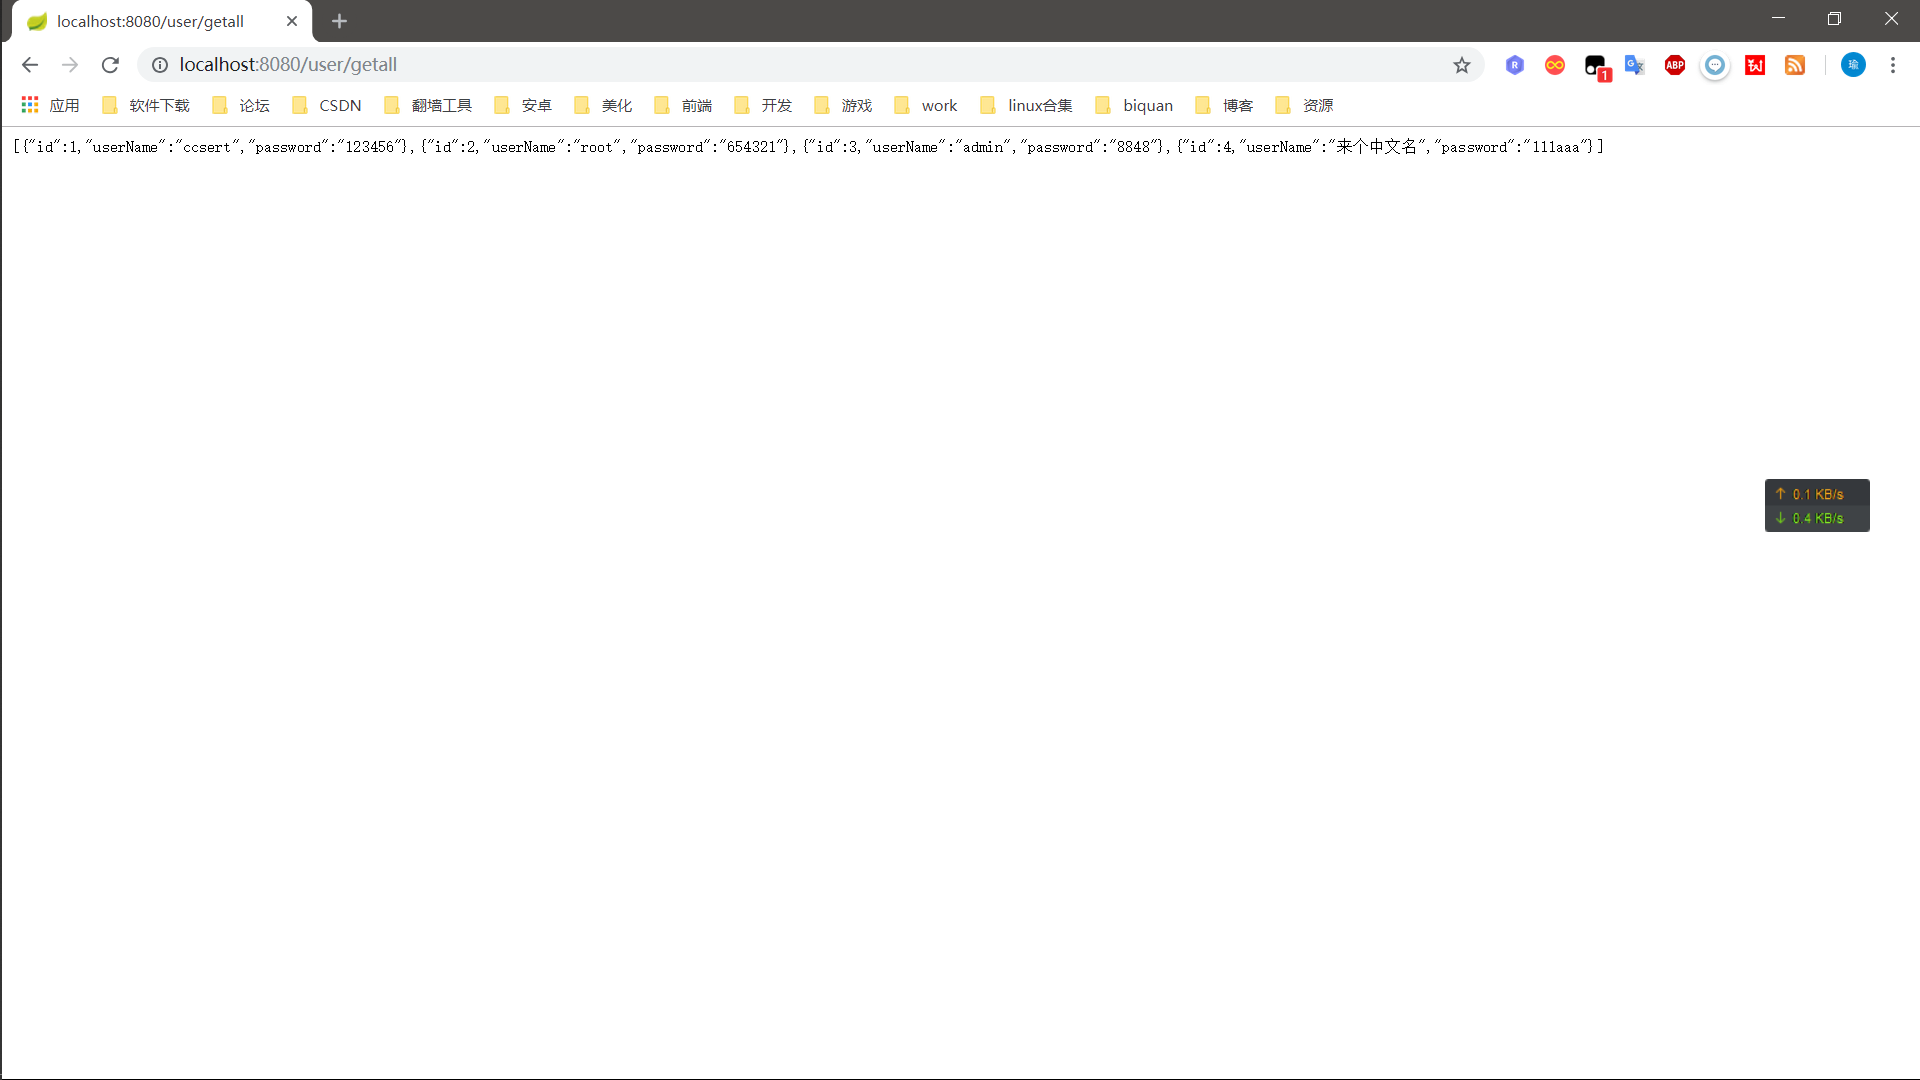 localhost:8080/user/getall
localhost:8080/user/getall
R
1
G
ABP
瑜
应用 软件下载 论坛 CSDN 翻墙工具 安卓 美化 前端 开发 游戏 work linux合集 biquan 博客 资源
[{"id":1,"userName":"ccsert","password":"123456"},{"id":2,"userName":"root","password":"654321"},{"id":3,"userName":"admin","password":"8848"},{"id":4,"userName":"来个中文名","password":"111aaa"}]
↑ 0.1 KB/s
↓ 0.4 KB/s